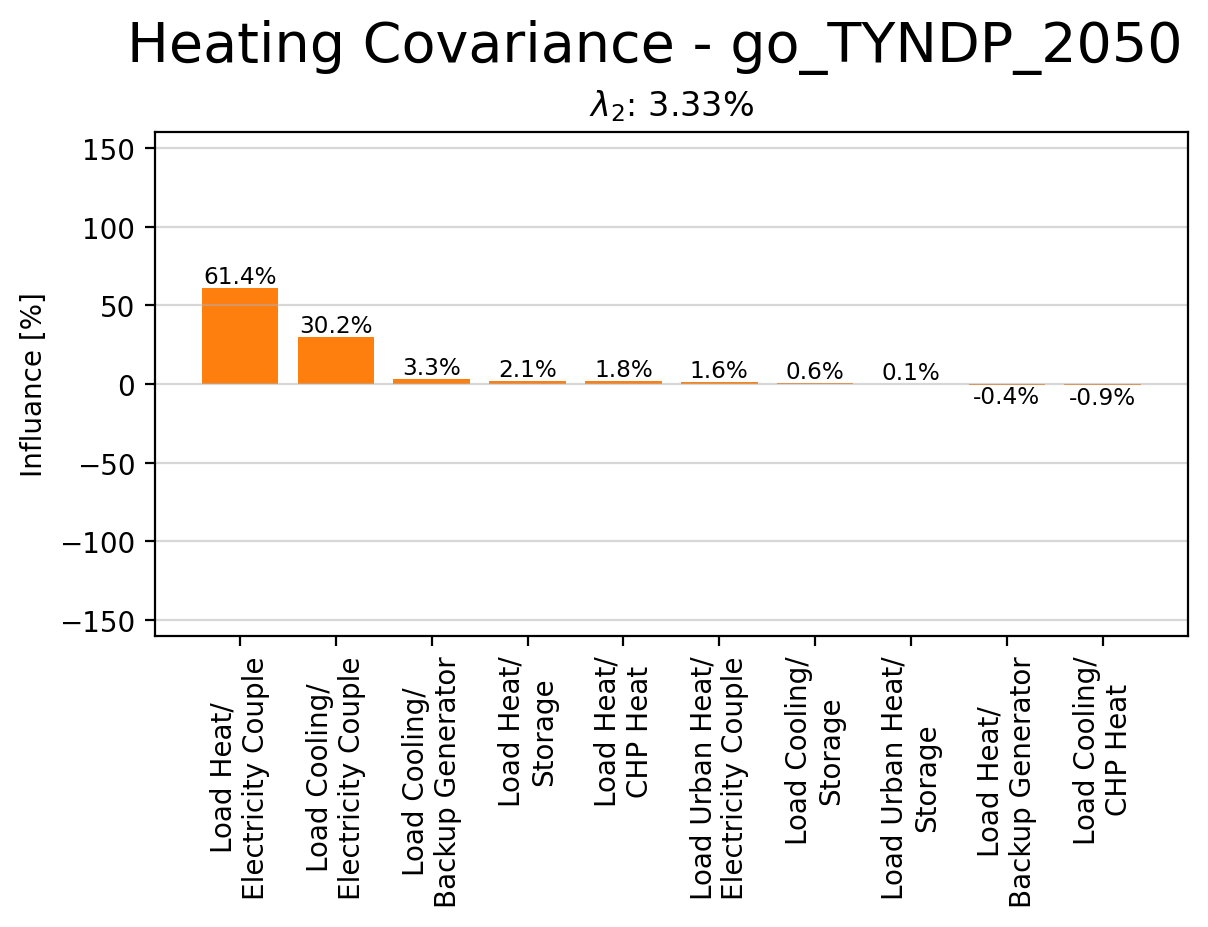 Heating Covariance - go_TYNDP_2050
λ₂: 3.33%
Influance [%]
150
100
50
0
−50
−100
−150
61.4%
30.2%
3.3%
2.1%
1.8%
1.6%
0.6%
0.1%
-0.4%
-0.9%
Load Heat/
Electricity Couple
Load Cooling/
Electricity Couple
Load Cooling/
Backup Generator
Load Heat/
Storage
Load Heat/
CHP Heat
Load Urban Heat/
Electricity Couple
Load Cooling/
Storage
Load Urban Heat/
Storage
Load Heat/
Backup Generator
Load Cooling/
CHP Heat